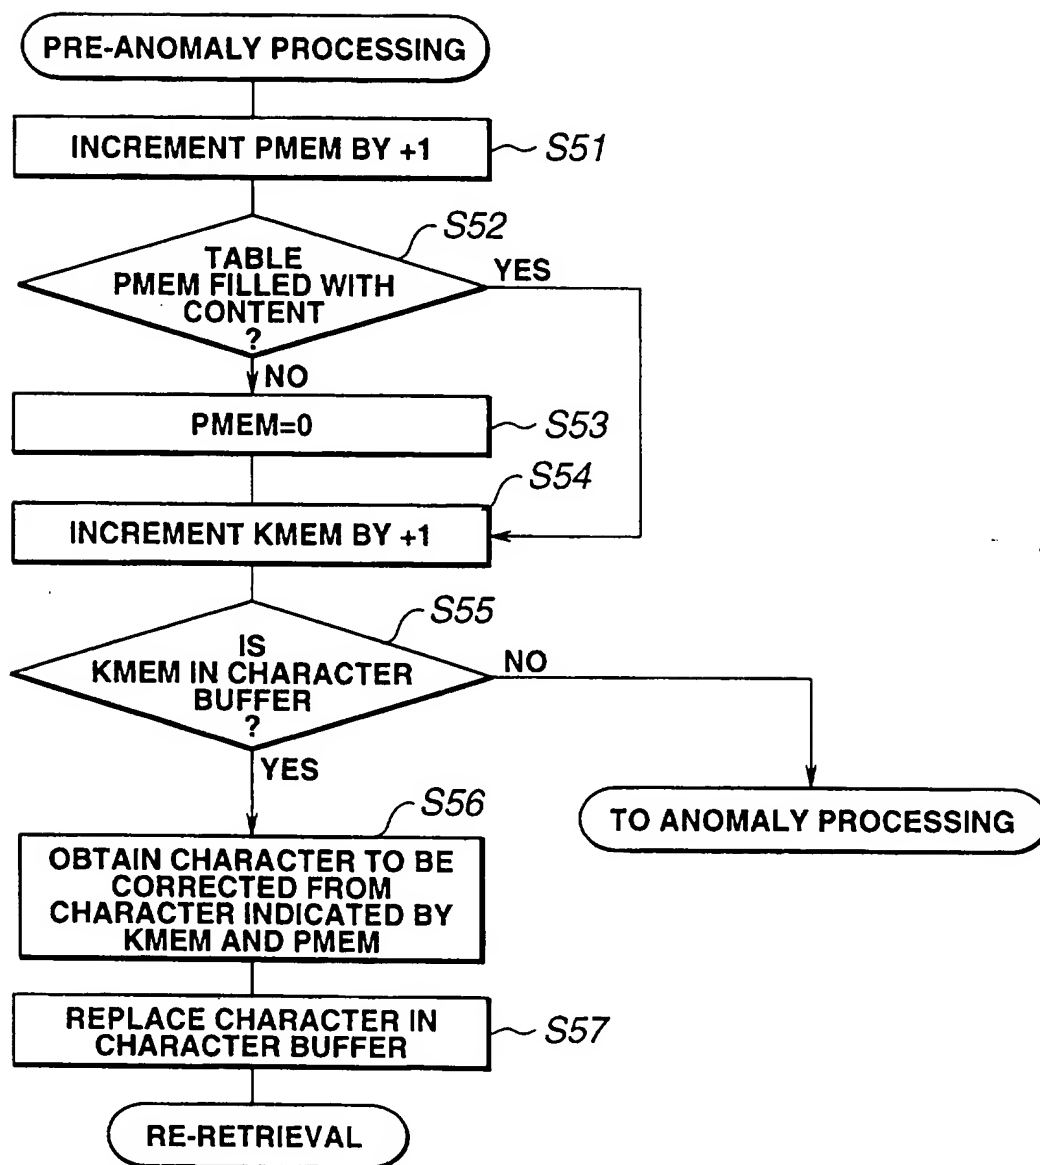 PRE-ANOMALY PROCESSING
INCREMENT PMEM BY +1
S51
S52
TABLE
PMEM FILLED WITH
CONTENT
?
YES
NO
PMEM=0
S53
S54
INCREMENT KMEM BY +1
S55
IS
KMEM IN CHARACTER
BUFFER
?
NO
YES
S56
TO ANOMALY PROCESSING
OBTAIN CHARACTER TO BE
CORRECTED FROM
CHARACTER INDICATED BY
KMEM AND PMEM
REPLACE CHARACTER IN
CHARACTER BUFFER
S57
RE-RETRIEVAL